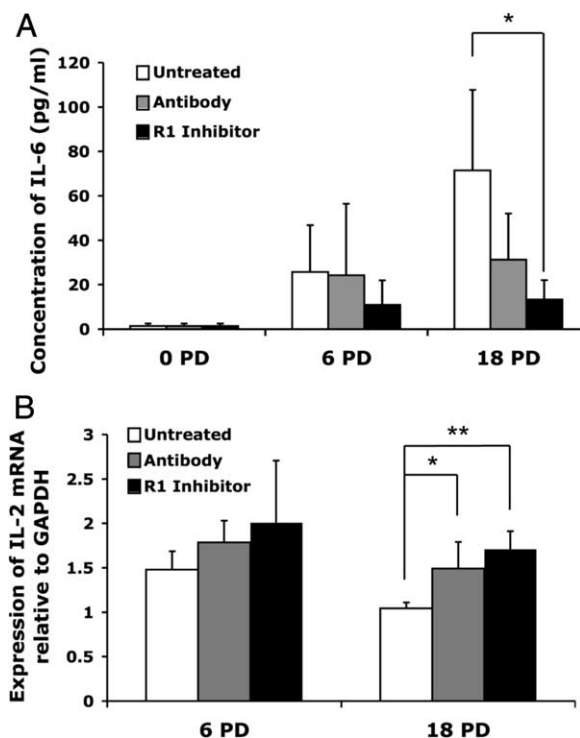 A
Concentration of IL-6 (pg/ml)
120
100
80
60
40
20
0
Untreated
Antibody
R1 Inhibitor
*
0 PD
6 PD
18 PD
B
Expression of IL-2 mRNA
relative to GAPDH
3
2.5
2
1.5
1
0.5
0
Untreated
Antibody
R1 Inhibitor
**
*
6 PD
18 PD